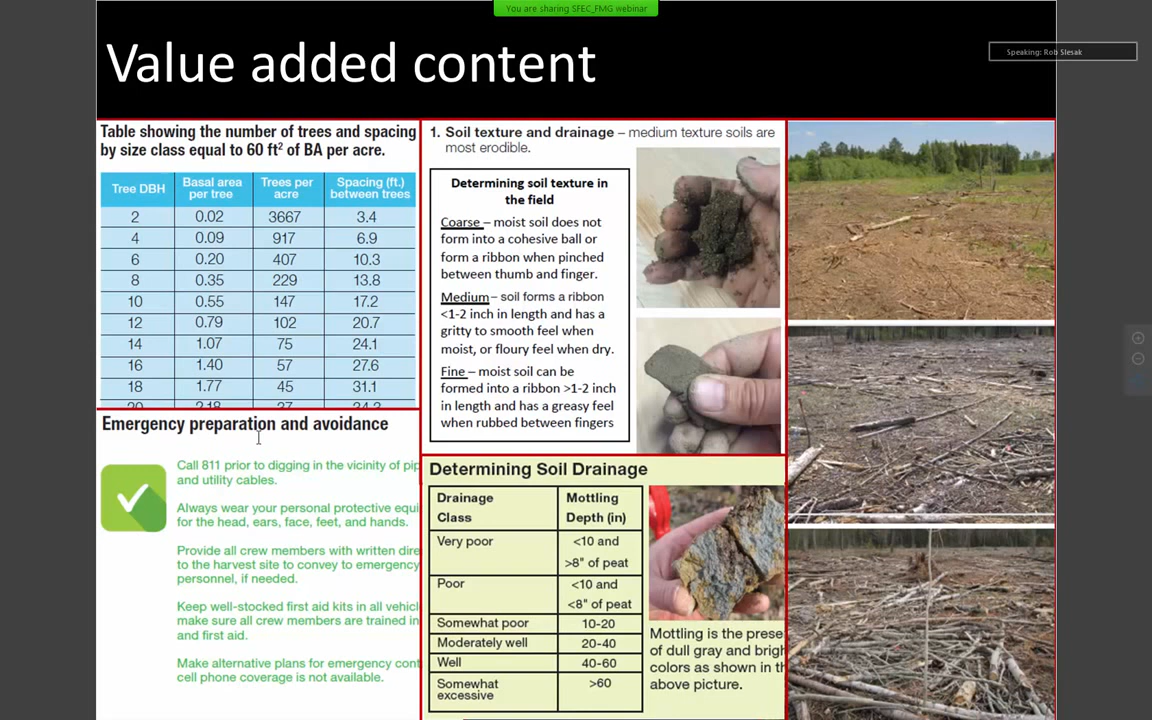 You are sharing SFEC_FMG webinar
Speaking: Rob Slesak
Value added content
Table showing the number of trees and spacing
by size class equal to 60 ft² of BA per acre.
Tree DBH Basal area per tree Trees per acre Spacing (ft.) between trees
2 0.02 3667 3.4
4 0.09 917 6.9
6 0.20 407 10.3
8 0.35 229 13.8
10 0.55 147 17.2
12 0.79 102 20.7
14 1.07 75 24.1
16 1.40 57 27.6
18 1.77 45 31.1
20 2.18 27 34.2
Emergency preparation and avoidance
Call 811 prior to digging in the vicinity of pip
and utility cables.
Always wear your personal protective equi
for the head, ears, face, feet, and hands.
Provide all crew members with written dire
to the harvest site to convey to emergency
personnel, if needed.
Keep well-stocked first aid kits in all vehicl
make sure all crew members are trained in
and first aid.
Make alternative plans for emergency cont
cell phone coverage is not available.
1. Soil texture and drainage – medium texture soils are
most erodible.
Determining soil texture in
the field
Coarse – moist soil does not
form into a cohesive ball or
form a ribbon when pinched
between thumb and finger.
Medium – soil forms a ribbon
<1-2 inch in length and has a
gritty to smooth feel when
moist, or floury feel when dry.
Fine – moist soil can be
formed into a ribbon >1-2 inch
in length and has a greasy feel
when rubbed between fingers
Determining Soil Drainage
Drainage Mottling
Class Depth (in)
Very poor <10 and
>8" of peat
Poor <10 and
<8" of peat
Somewhat poor 10-20
Moderately well 20-40
Well 40-60
Somewhat >60
excessive
Mottling is the prese
of dull gray and brigh
colors as shown in th
above picture.